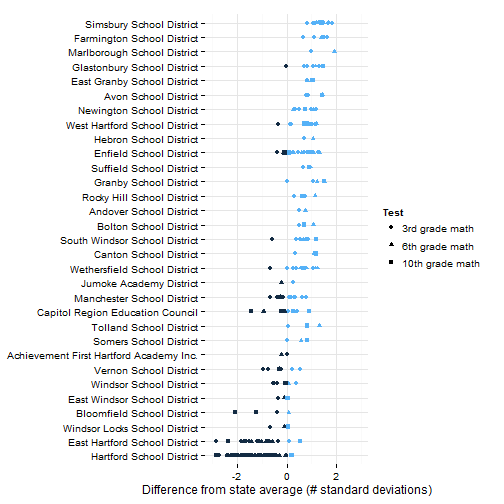 Simsbury School District
Farmington School District
Marlborough School District
Glastonbury School District
East Granby School District
Avon School District
Newington School District
West Hartford School District
Hebron School District
Enfield School District
Suffield School District
Granby School District
Rocky Hill School District
Andover School District
Bolton School District
South Windsor School District
Canton School District
Wethersfield School District
Jumoke Academy District
Manchester School District
Capitol Region Education Council
Tolland School District
Somers School District
Achievement First Hartford Academy Inc.
Vernon School District
Windsor School District
East Windsor School District
Bloomfield School District
Windsor Locks School District
East Hartford School District
Hartford School District
-2 0 2
Difference from state average (# standard deviations)
Test
3rd grade math
6th grade math
10th grade math